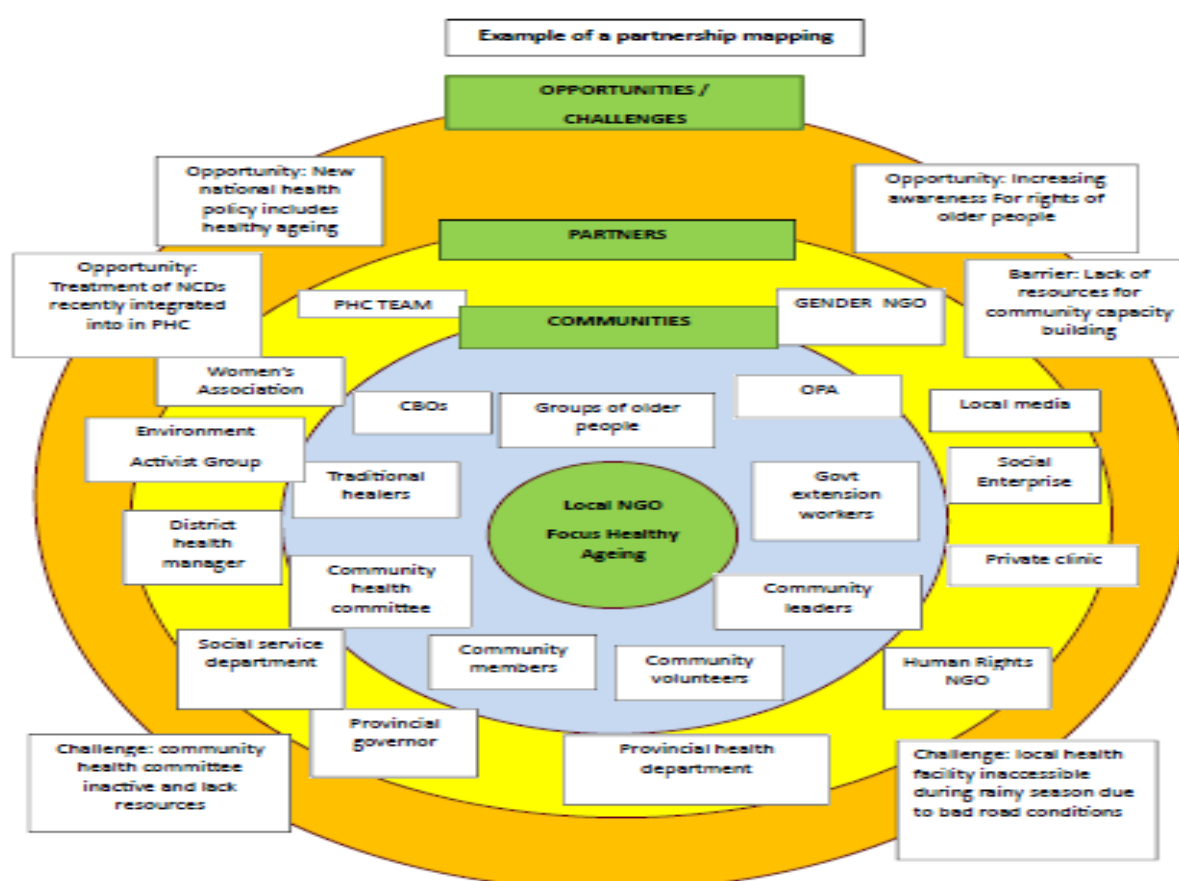 Example of a partnership mapping
OPPORTUNITIES /
CHALLENGES
Opportunity: New
national health
policy includes
healthy ageing
Opportunity: Increasing
awareness For rights of
older people
PARTNERS
Opportunity:
Treatment of NCDs
recently integrated
into in PHC
Barrier: Lack of
resources for
community capacity
building
PHC TEAM
GENDER NGO
COMMUNITIES
Women's
Association
CBOs
Groups of older
people
OPA
Local media
Environment
Activist Group
Traditional
healers
Govt
extension
workers
Social
Enterprise
Local NGO
Focus Healthy
Ageing
District
health
manager
Community
health
committee
Private clinic
Community
leaders
Social service
department
Community
members
Community
volunteers
Human Rights
NGO
Provincial
governor
Provincial health
department
Challenge: community
health committee
inactive and lack
resources
Challenge: local health
facility inaccessible
during rainy season due
to bad road conditions